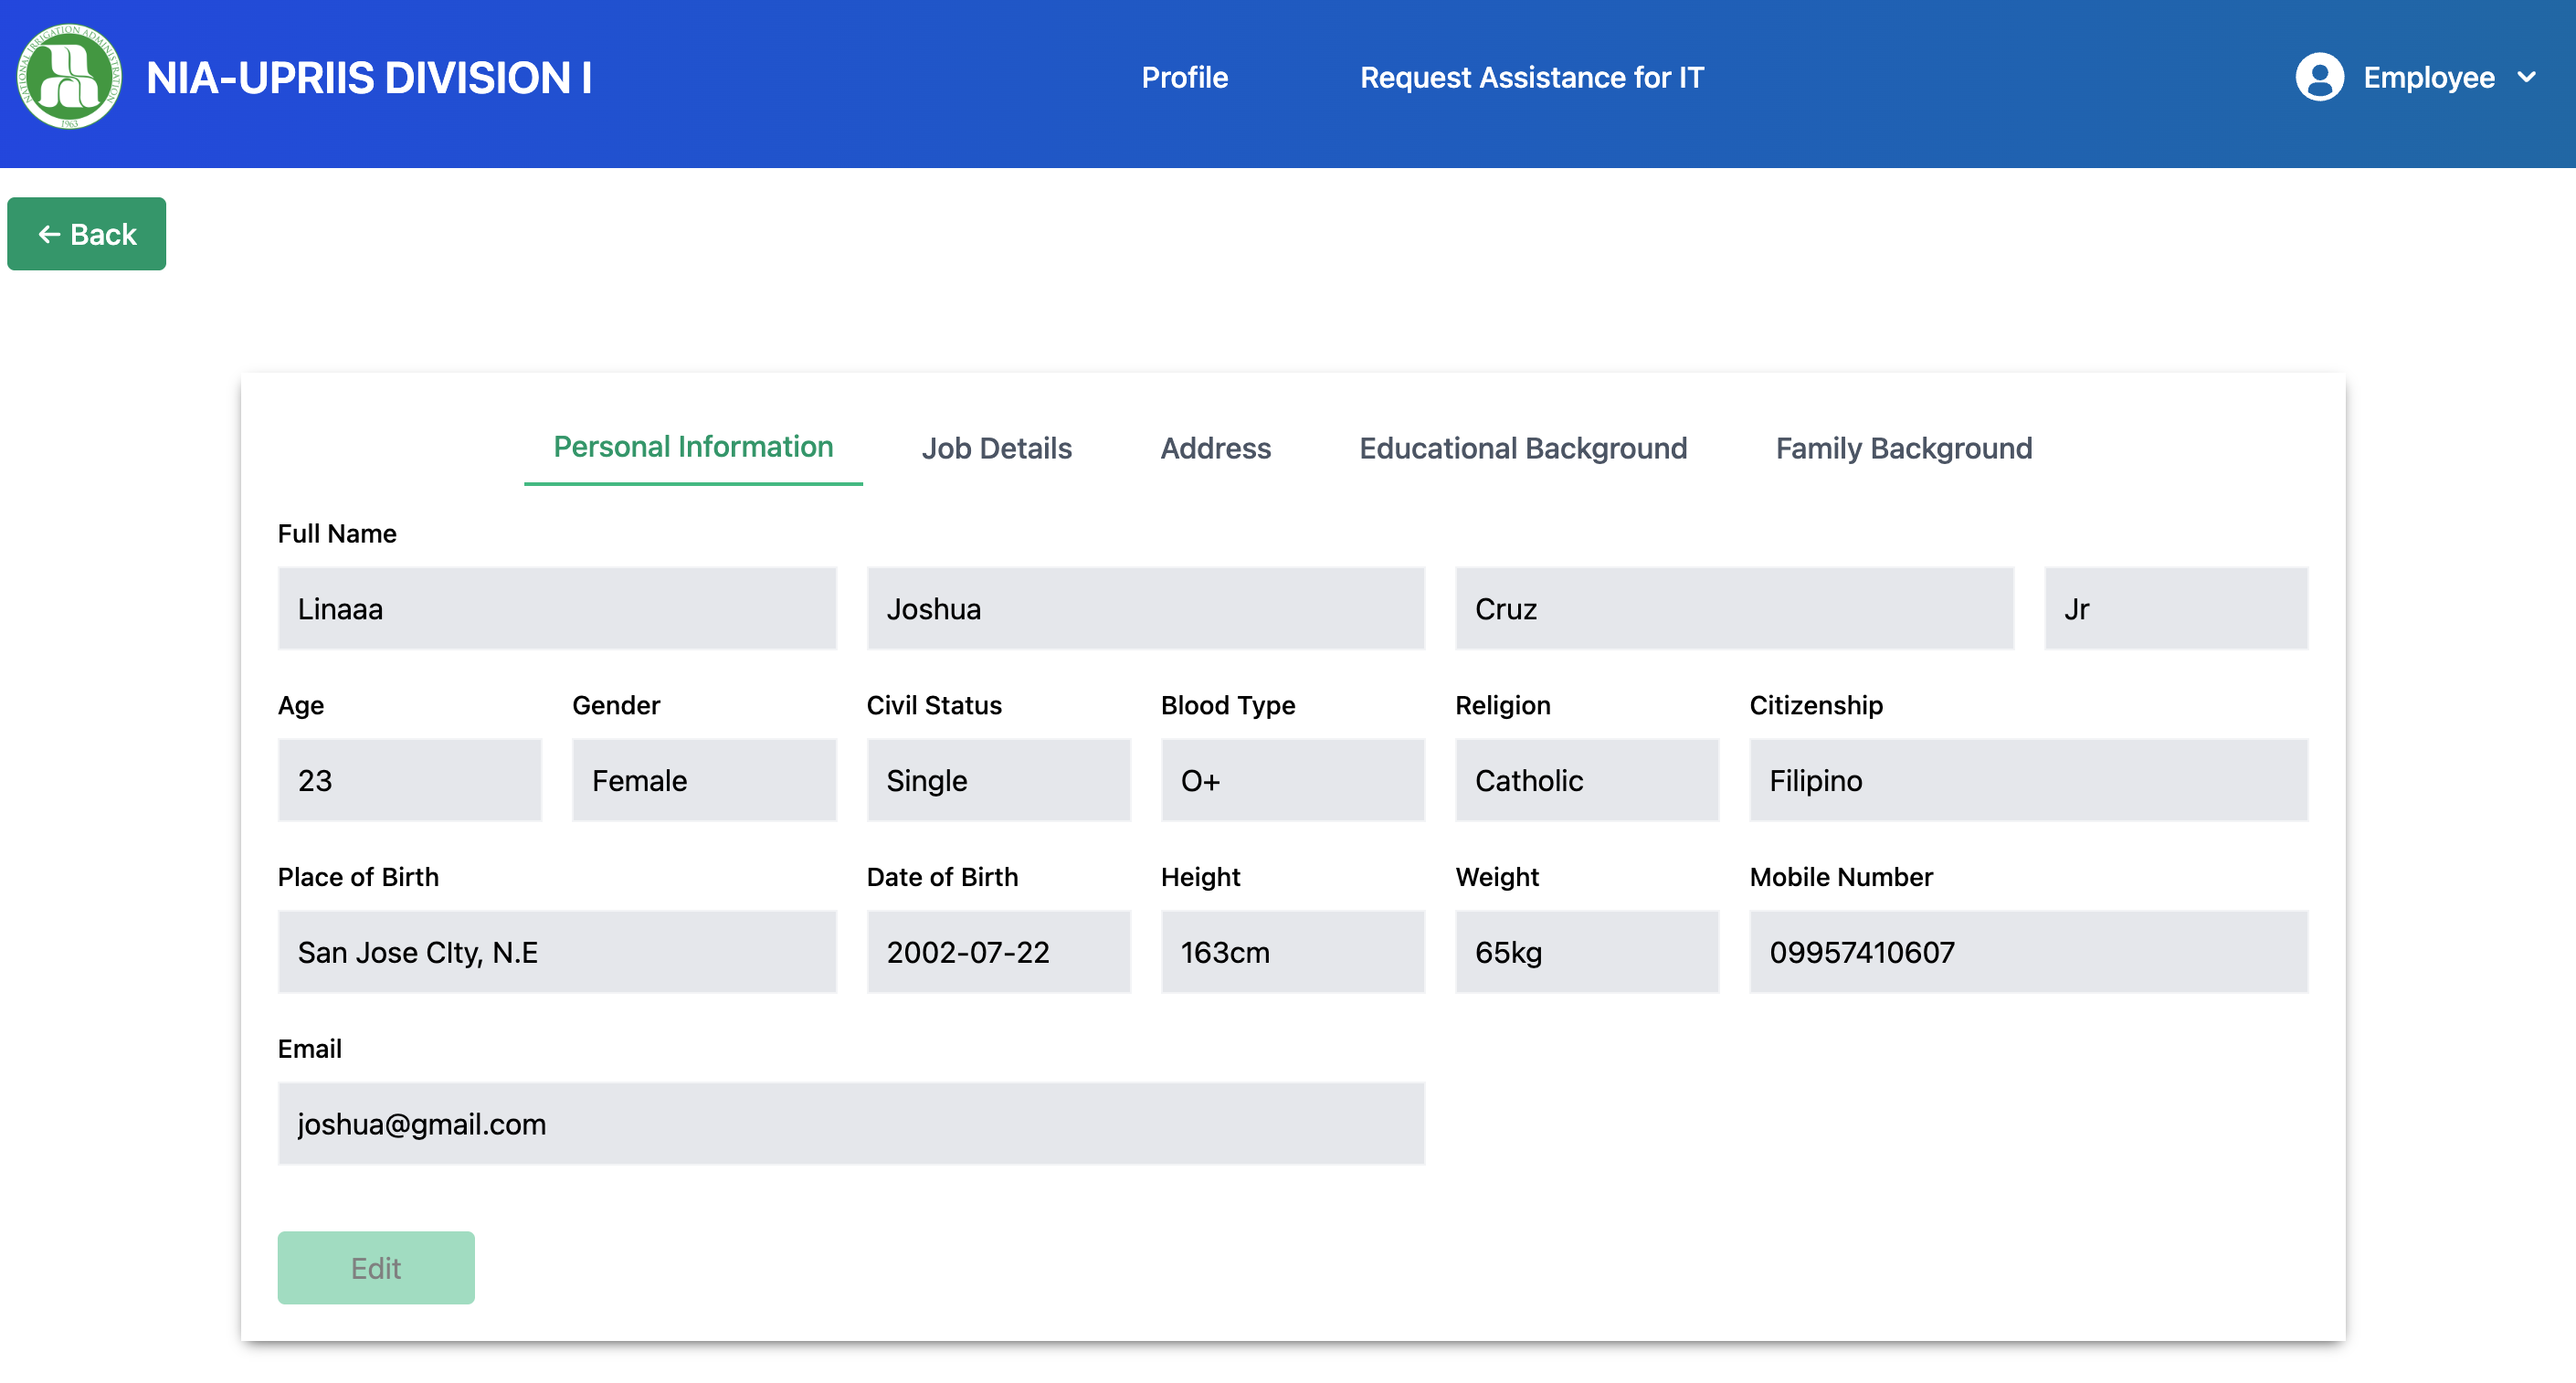 NATIONAL IRRIGATION ADMINISTRATION
1963
NIA-UPRIIS DIVISION I
Profile
Request Assistance for IT
Employee
← Back
Personal Information
Job Details
Address
Educational Background
Family Background
Full Name
Linaaa
Joshua
Cruz
Jr
Age
Gender
Civil Status
Blood Type
Religion
Citizenship
23
Female
Single
O+
Catholic
Filipino
Place of Birth
Date of Birth
Height
Weight
Mobile Number
San Jose CIty, N.E
2002-07-22
163cm
65kg
09957410607
Email
joshua@gmail.com
Edit